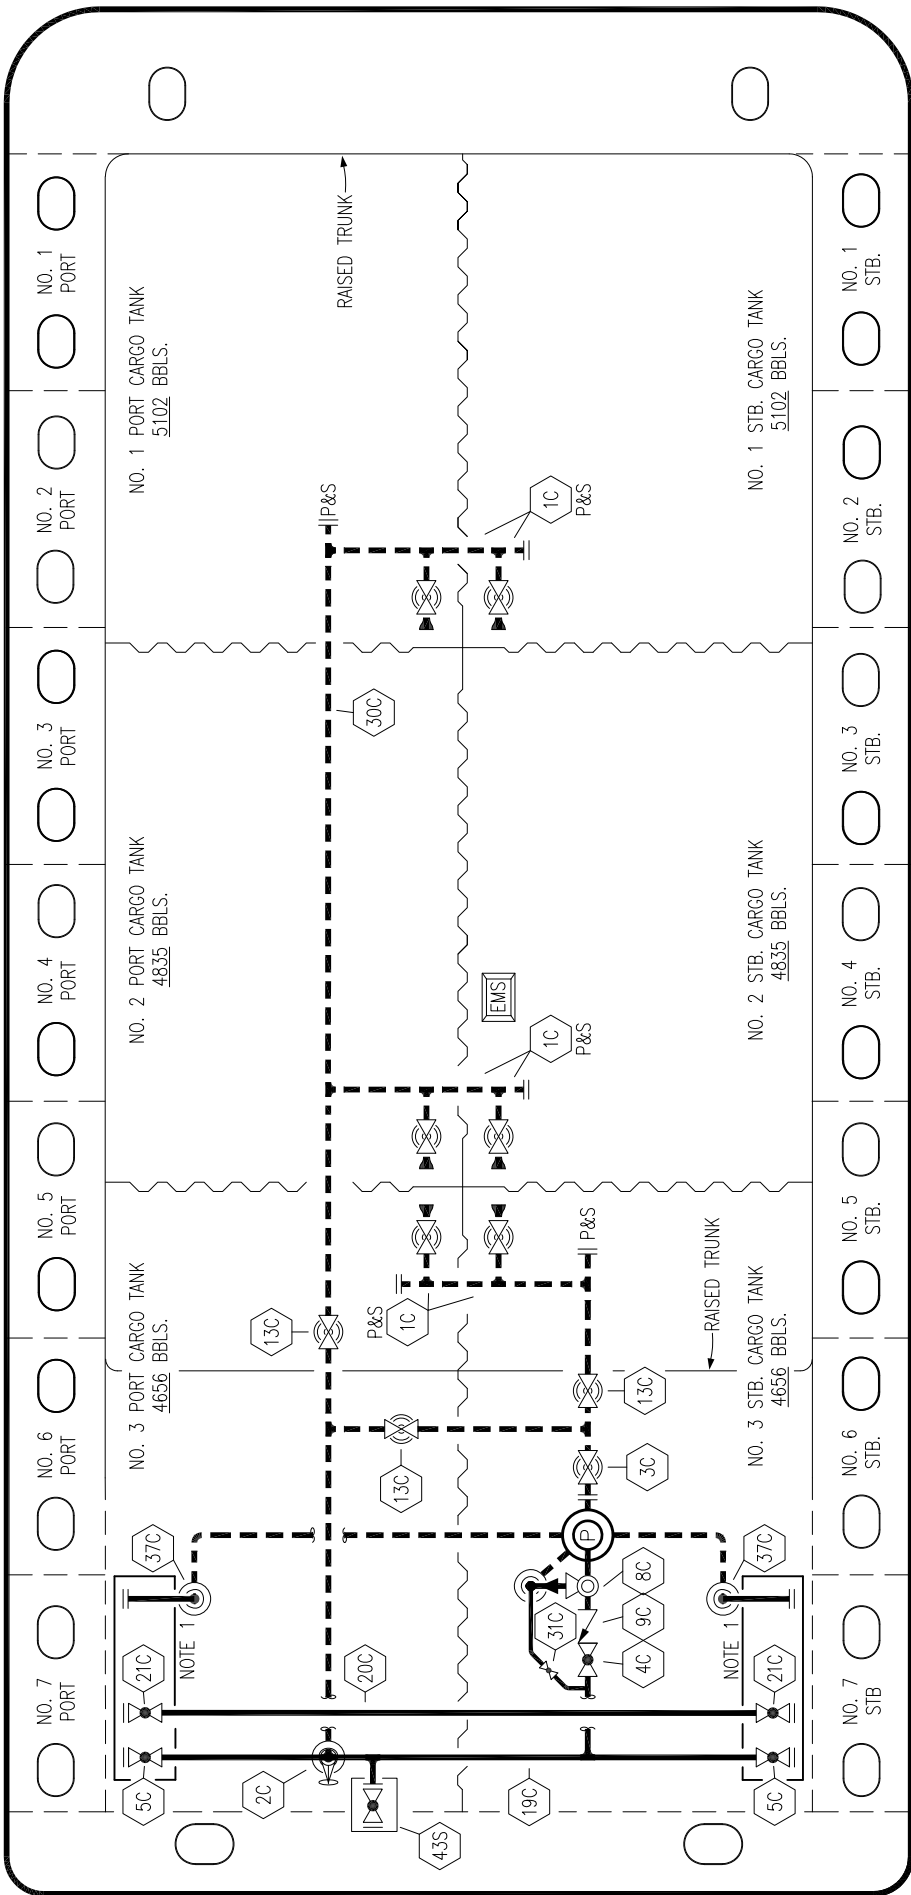 NO. 1
PORT
NO. 2
PORT
NO. 3
PORT
NO. 4
PORT
NO. 5
PORT
NO. 6
PORT
NO. 7
PORT
NO. 1 PORT CARGO TANK
5102 BBLS.
NO. 2 PORT CARGO TANK
4835 BBLS.
NO. 3 PORT CARGO TANK
4656 BBLS.
RAISED TRUNK
P&S
30C
1C
P&S
EMS
1C
P&S
13C
P&S
1C
P&S
RAISED TRUNK
13C
13C
3C
P
37C
37C
NOTE 1
NOTE 1
8C
9C
31C
4C
21C
21C
20C
5C
5C
2C
19C
43S
NO. 1 STB. CARGO TANK
5102 BBLS.
NO. 2 STB. CARGO TANK
4835 BBLS.
NO. 3 STB. CARGO TANK
4656 BBLS.
NO. 1
STB.
NO. 2
STB.
NO. 3
STB.
NO. 4
STB.
NO. 5
STB.
NO. 6
STB.
NO. 7
STB